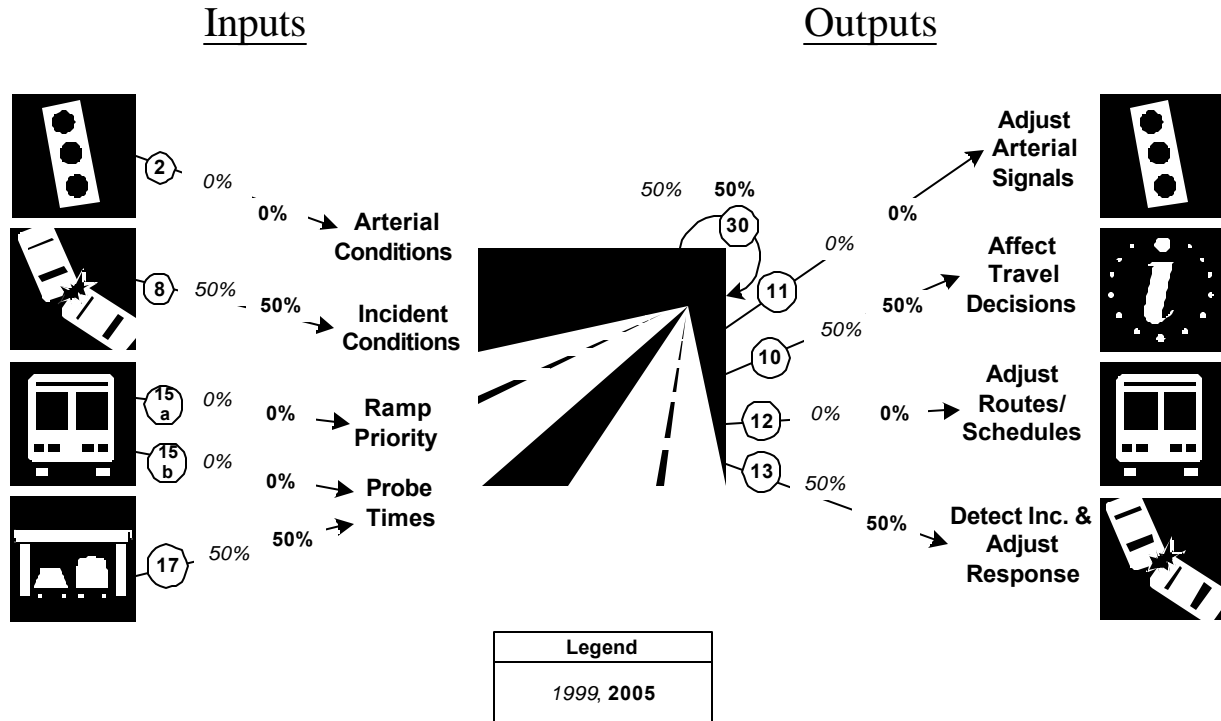 Inputs
Outputs
2
0%
0%
Arterial
Conditions
8
50%
50%
Incident
Conditions
15
a
0%
0%
Ramp
Priority
15
b
0%
0%
Probe
Times
17
50%
50%
50%
50%
30
11
0%
0%
Adjust
Arterial
Signals
10
50%
50%
Affect
Travel
Decisions
12
0%
0%
Adjust
Routes/
Schedules
13
50%
50%
Detect Inc. &
Adjust
Response
Legend
1999, 2005